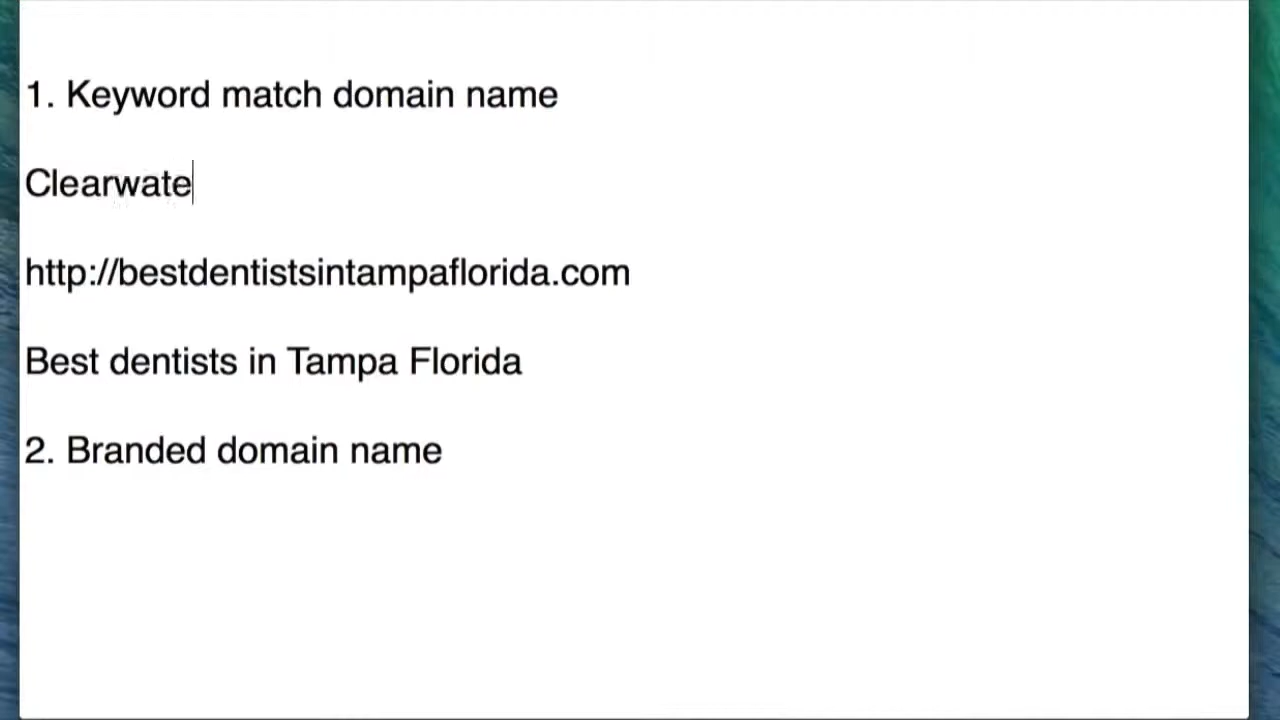 1. Keyword match domain name
Clearwate
http://bestdentistsintampaflorida.com
Best dentists in Tampa Florida
2. Branded domain name